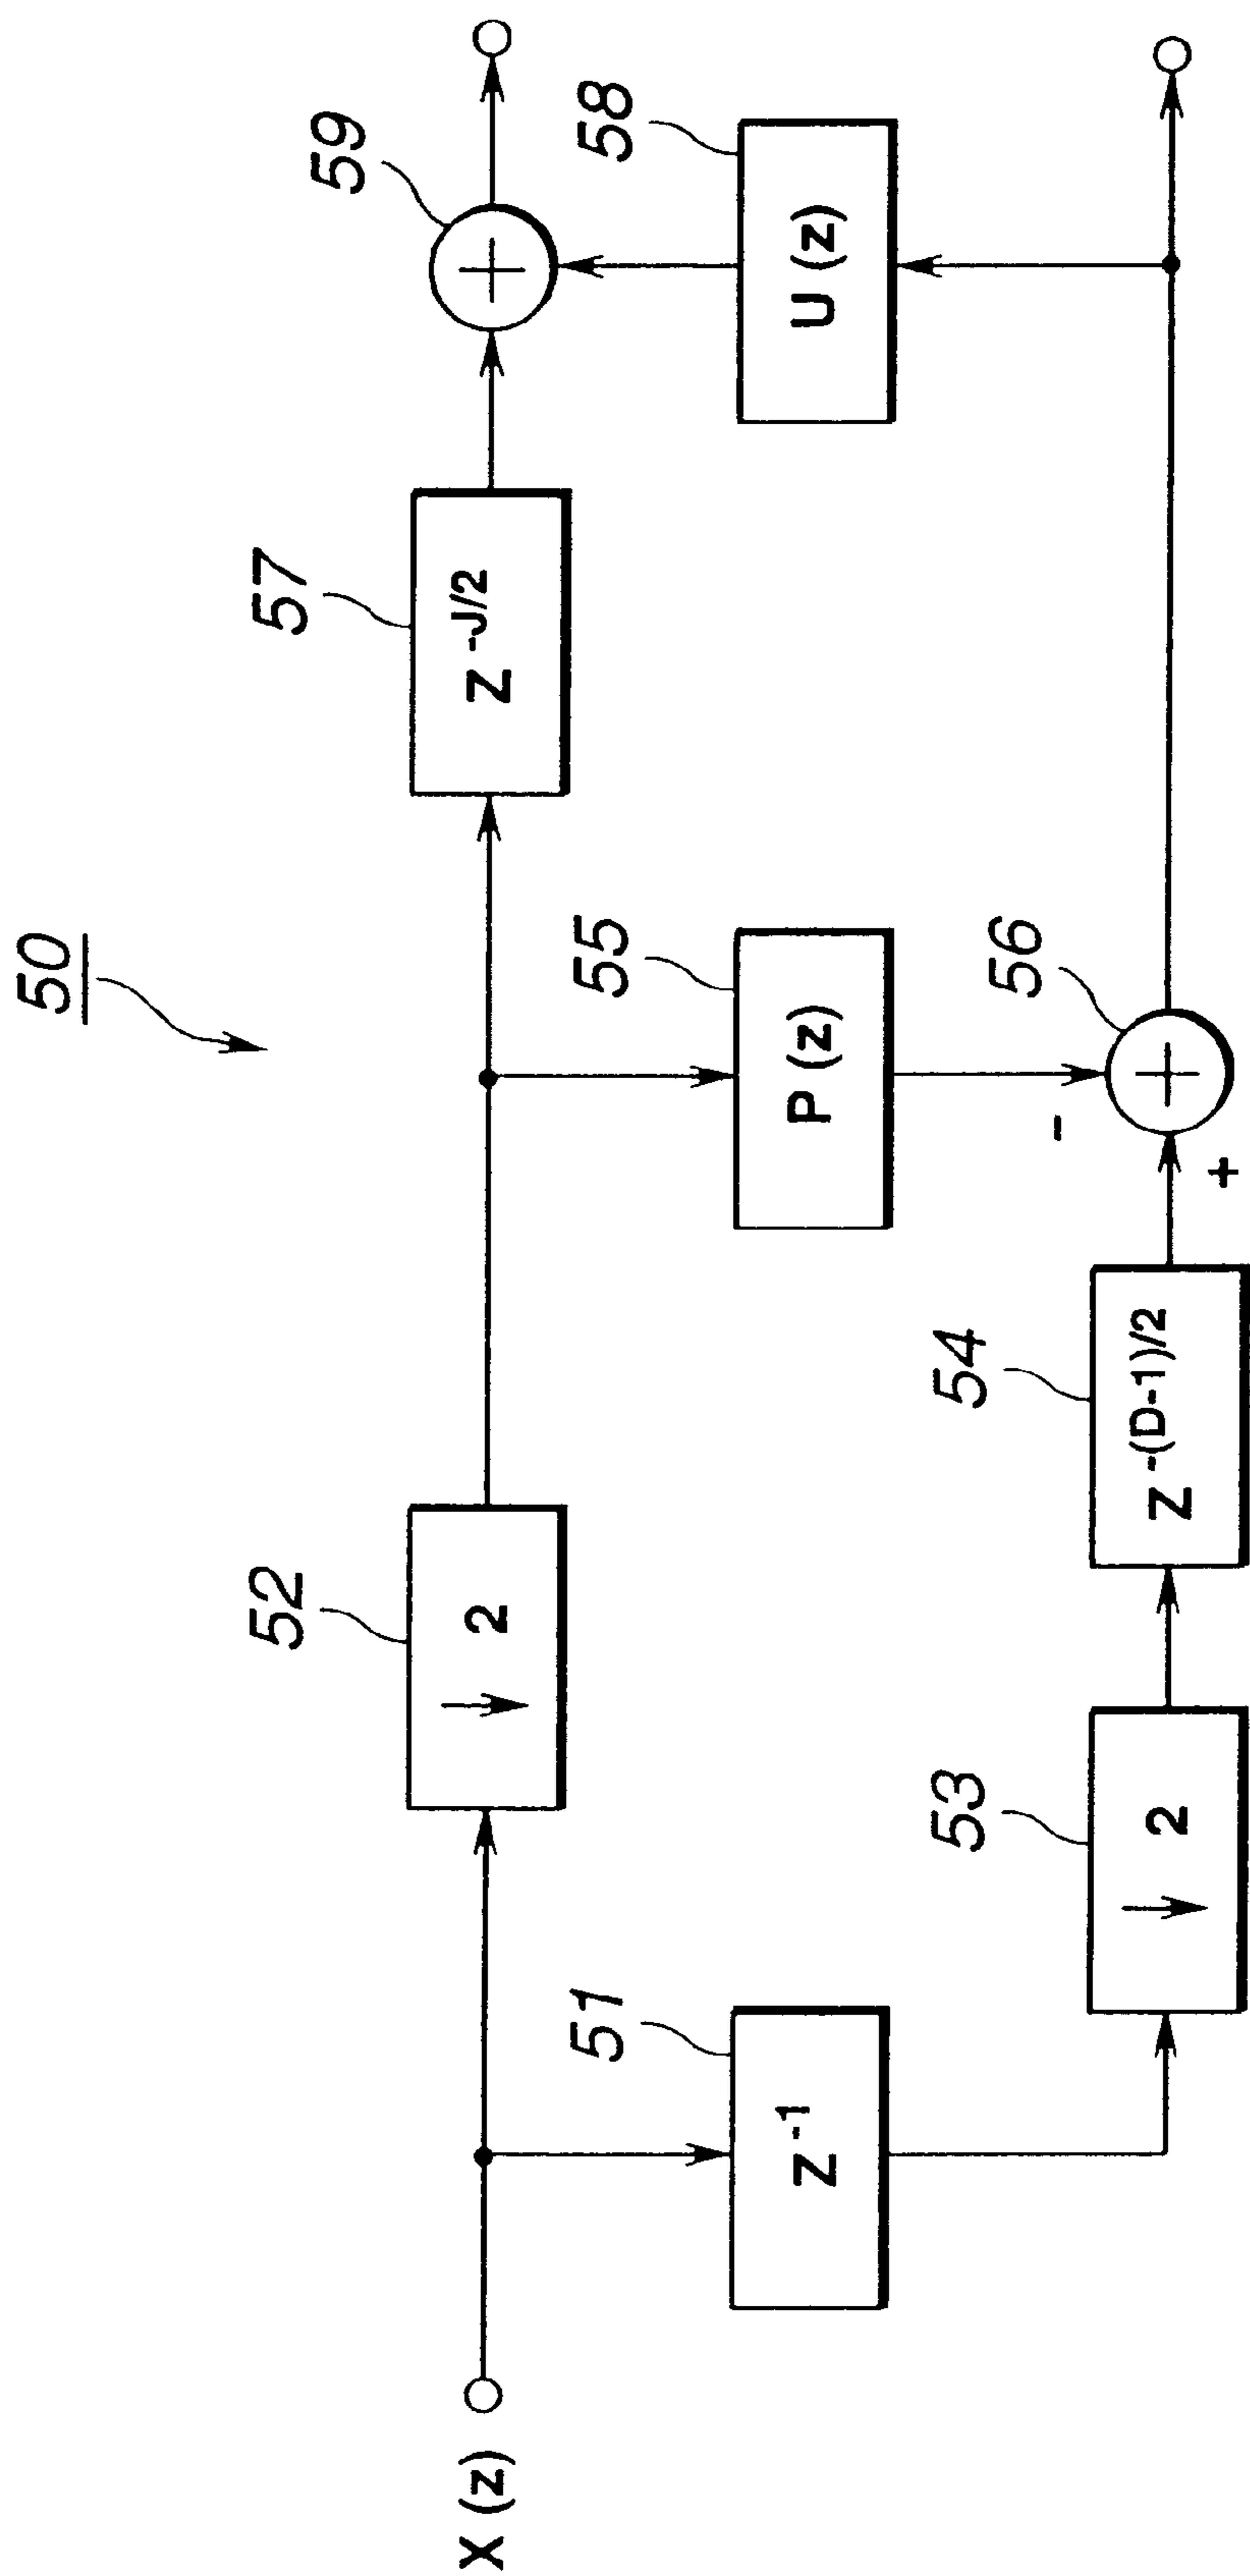 50
X (z)
52
↓ 2
57
Z^-J/2
59
+
51
Z^-1
55
P (z)
58
U (z)
53
↓ 2
54
Z^-(D-1)/2
56
-
+
+